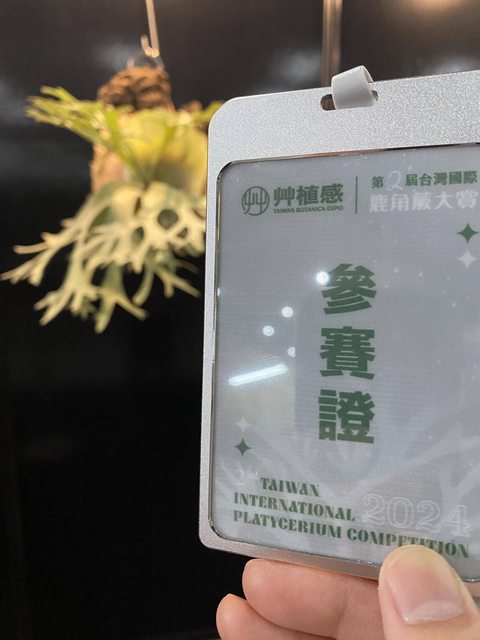 艸植感
TAIWAN BOTANICA EXPO
第2屆台灣國際
鹿角蕨大賞
參
賽
證
2nd TAIWAN
INTERNATIONAL
PLATYCERIUM COMPETITION
2024